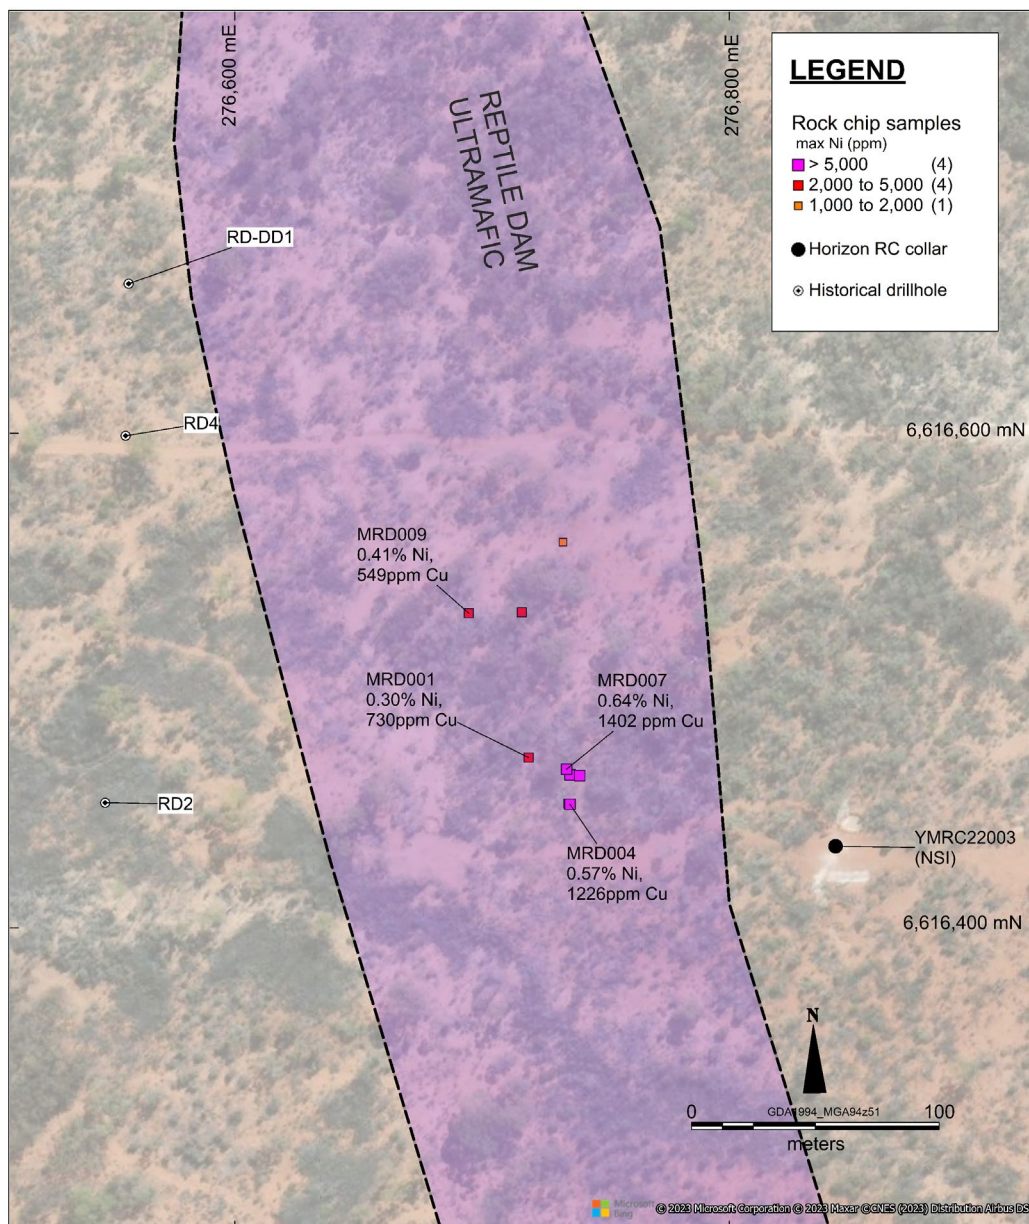 276,600 mE
276,800 mE
LEGEND
Rock chip samples
max Ni (ppm)
> 5,000 (4)
2,000 to 5,000 (4)
1,000 to 2,000 (1)
Horizon RC collar
Historical drillhole
REPTILE DAM
ULTRAMAFIC
RD-DD1
RD4
6,616,600 mN
MRD009
0.41% Ni,
549ppm Cu
MRD001
0.30% Ni,
730ppm Cu
MRD007
0.64% Ni,
1402 ppm Cu
RD2
MRD004
0.57% Ni,
1226ppm Cu
YMRC22003
(NSI)
6,616,400 mN
N
0 GDA1994_MGA94z51 100
meters
Microsoft
Bing
© 2023 Microsoft Corporation © 2023 Maxar ©CNES (2023) Distribution Airbus DS